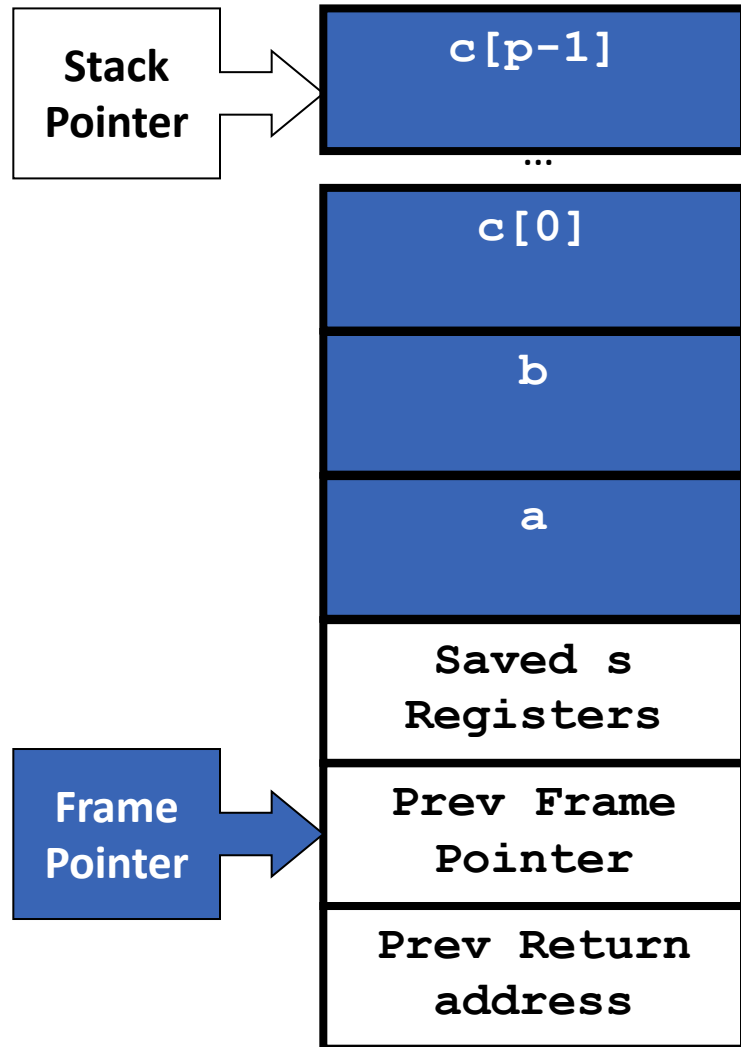 Stack
Pointer
c[p-1]
...
c[0]
b
a
Saved s
Registers
Frame
Pointer
Prev Frame
Pointer
Prev Return
address